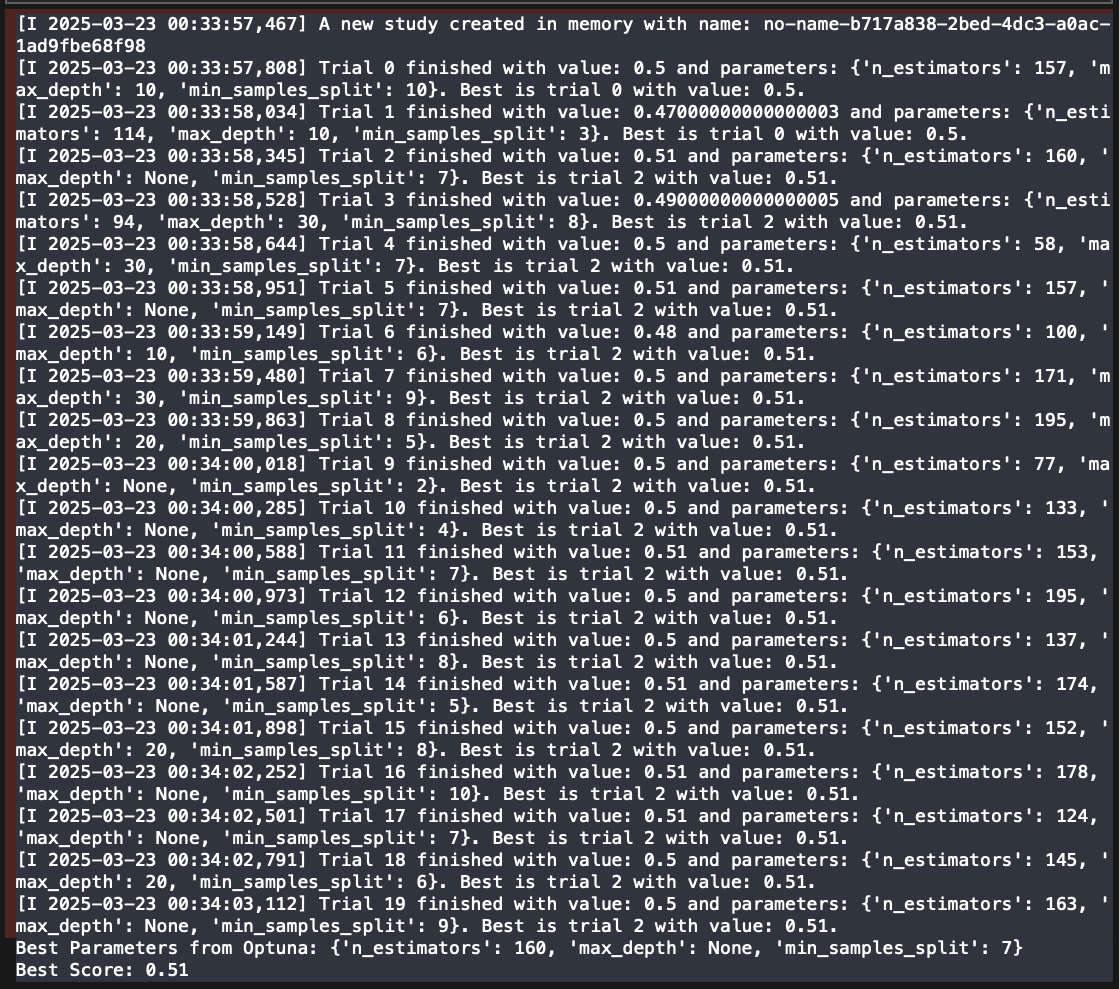 [I 2025-03-23 00:33:57,467] A new study created in memory with name: no-name-b717a838-2bed-4dc3-a0ac-
1ad9fbe68f98
[I 2025-03-23 00:33:57,808] Trial 0 finished with value: 0.5 and parameters: {'n_estimators': 157, 'm
ax_depth': 10, 'min_samples_split': 10}. Best is trial 0 with value: 0.5.
[I 2025-03-23 00:33:58,034] Trial 1 finished with value: 0.47000000000000003 and parameters: {'n_esti
mators': 114, 'max_depth': 10, 'min_samples_split': 3}. Best is trial 0 with value: 0.5.
[I 2025-03-23 00:33:58,345] Trial 2 finished with value: 0.51 and parameters: {'n_estimators': 160, '
max_depth': None, 'min_samples_split': 7}. Best is trial 2 with value: 0.51.
[I 2025-03-23 00:33:58,528] Trial 3 finished with value: 0.49000000000000005 and parameters: {'n_esti
mators': 94, 'max_depth': 30, 'min_samples_split': 8}. Best is trial 2 with value: 0.51.
[I 2025-03-23 00:33:58,644] Trial 4 finished with value: 0.5 and parameters: {'n_estimators': 58, 'ma
x_depth': 30, 'min_samples_split': 7}. Best is trial 2 with value: 0.51.
[I 2025-03-23 00:33:58,951] Trial 5 finished with value: 0.51 and parameters: {'n_estimators': 157, '
max_depth': None, 'min_samples_split': 7}. Best is trial 2 with value: 0.51.
[I 2025-03-23 00:33:59,149] Trial 6 finished with value: 0.48 and parameters: {'n_estimators': 100, '
max_depth': 10, 'min_samples_split': 6}. Best is trial 2 with value: 0.51.
[I 2025-03-23 00:33:59,480] Trial 7 finished with value: 0.5 and parameters: {'n_estimators': 171, 'm
ax_depth': 30, 'min_samples_split': 9}. Best is trial 2 with value: 0.51.
[I 2025-03-23 00:33:59,863] Trial 8 finished with value: 0.5 and parameters: {'n_estimators': 195, 'm
ax_depth': 20, 'min_samples_split': 5}. Best is trial 2 with value: 0.51.
[I 2025-03-23 00:34:00,018] Trial 9 finished with value: 0.5 and parameters: {'n_estimators': 77, 'ma
x_depth': None, 'min_samples_split': 2}. Best is trial 2 with value: 0.51.
[I 2025-03-23 00:34:00,285] Trial 10 finished with value: 0.5 and parameters: {'n_estimators': 133, '
max_depth': None, 'min_samples_split': 4}. Best is trial 2 with value: 0.51.
[I 2025-03-23 00:34:00,588] Trial 11 finished with value: 0.51 and parameters: {'n_estimators': 153,
'max_depth': None, 'min_samples_split': 7}. Best is trial 2 with value: 0.51.
[I 2025-03-23 00:34:00,973] Trial 12 finished with value: 0.5 and parameters: {'n_estimators': 195, '
max_depth': None, 'min_samples_split': 6}. Best is trial 2 with value: 0.51.
[I 2025-03-23 00:34:01,244] Trial 13 finished with value: 0.5 and parameters: {'n_estimators': 137, '
max_depth': None, 'min_samples_split': 8}. Best is trial 2 with value: 0.51.
[I 2025-03-23 00:34:01,587] Trial 14 finished with value: 0.51 and parameters: {'n_estimators': 174,
'max_depth': None, 'min_samples_split': 5}. Best is trial 2 with value: 0.51.
[I 2025-03-23 00:34:01,898] Trial 15 finished with value: 0.5 and parameters: {'n_estimators': 152, '
max_depth': 20, 'min_samples_split': 8}. Best is trial 2 with value: 0.51.
[I 2025-03-23 00:34:02,252] Trial 16 finished with value: 0.51 and parameters: {'n_estimators': 178,
'max_depth': None, 'min_samples_split': 10}. Best is trial 2 with value: 0.51.
[I 2025-03-23 00:34:02,501] Trial 17 finished with value: 0.51 and parameters: {'n_estimators': 124,
'max_depth': None, 'min_samples_split': 7}. Best is trial 2 with value: 0.51.
[I 2025-03-23 00:34:02,791] Trial 18 finished with value: 0.5 and parameters: {'n_estimators': 145, '
max_depth': 20, 'min_samples_split': 6}. Best is trial 2 with value: 0.51.
[I 2025-03-23 00:34:03,112] Trial 19 finished with value: 0.5 and parameters: {'n_estimators': 163, '
max_depth': None, 'min_samples_split': 9}. Best is trial 2 with value: 0.51.
Best Parameters from Optuna: {'n_estimators': 160, 'max_depth': None, 'min_samples_split': 7}
Best Score: 0.51